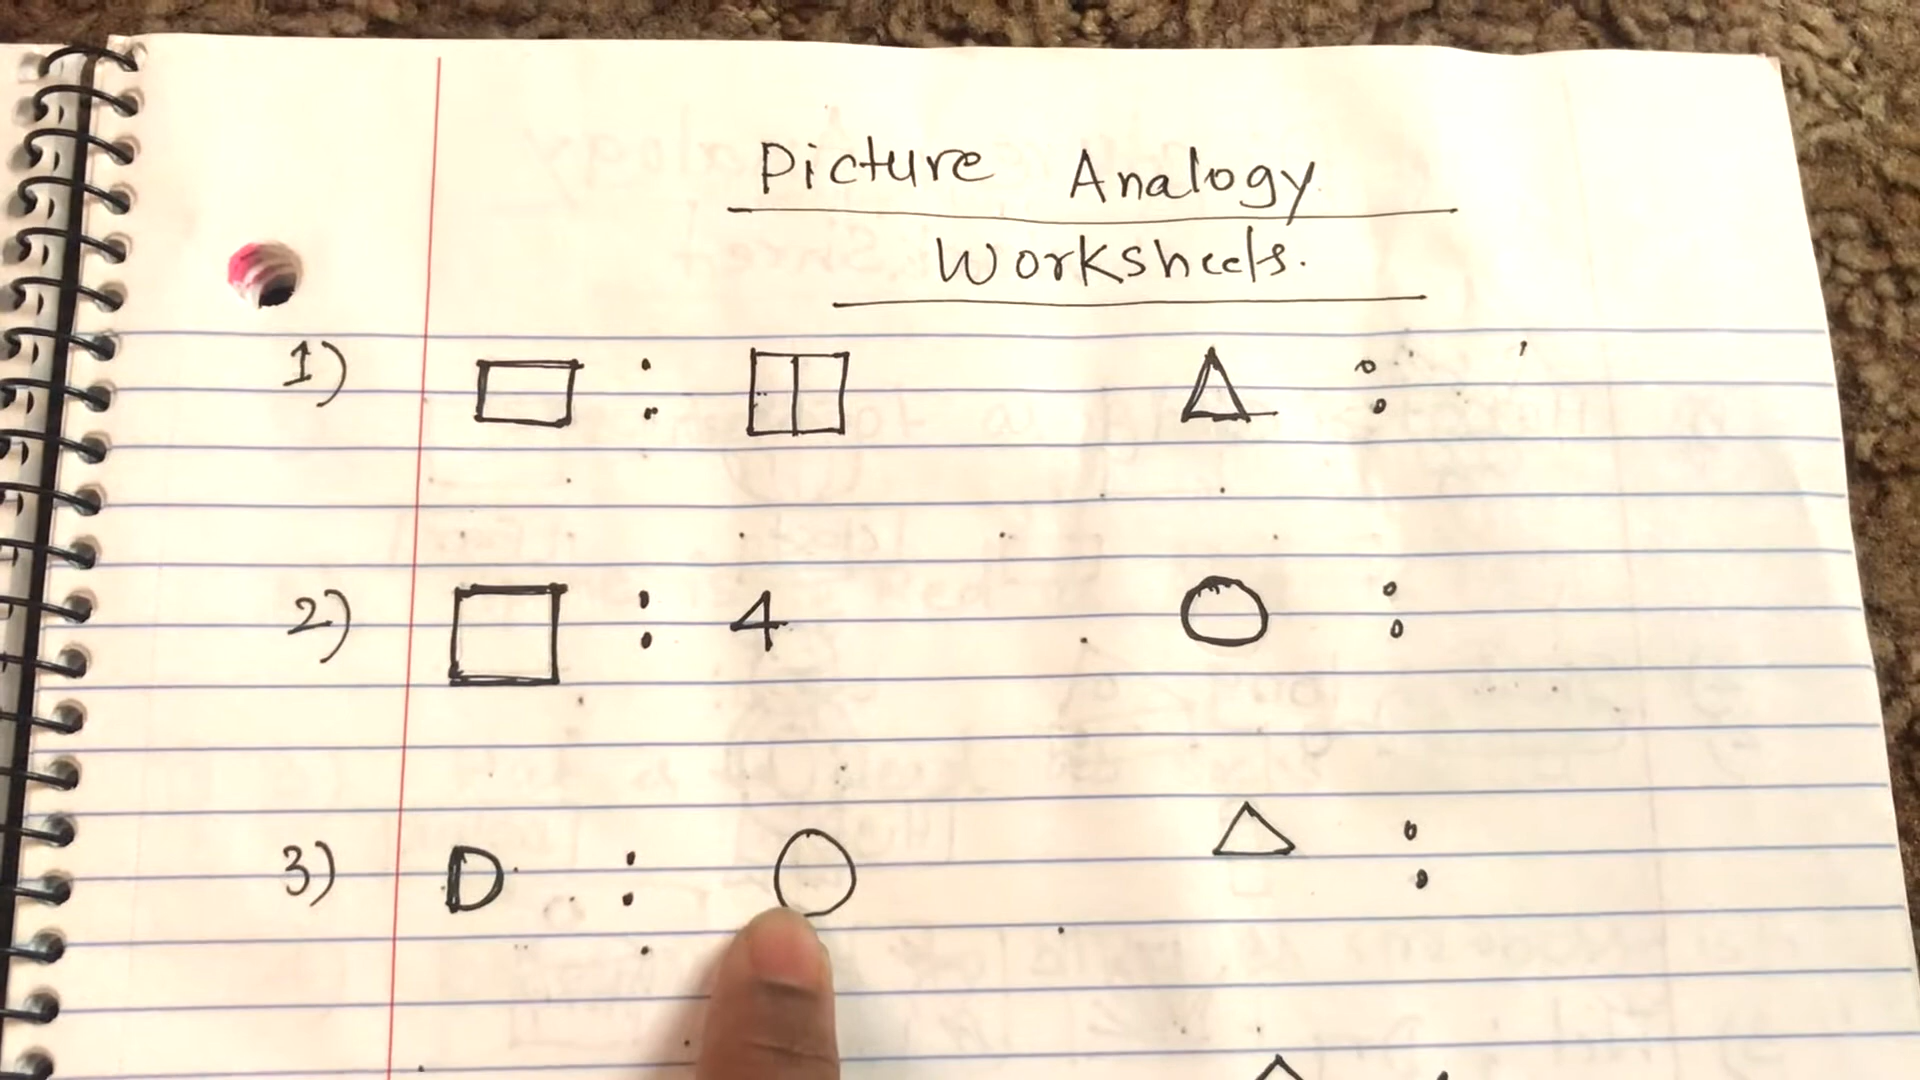 Picture Analogy
Worksheets.
1) : :
2) : 4 :
3) D : :